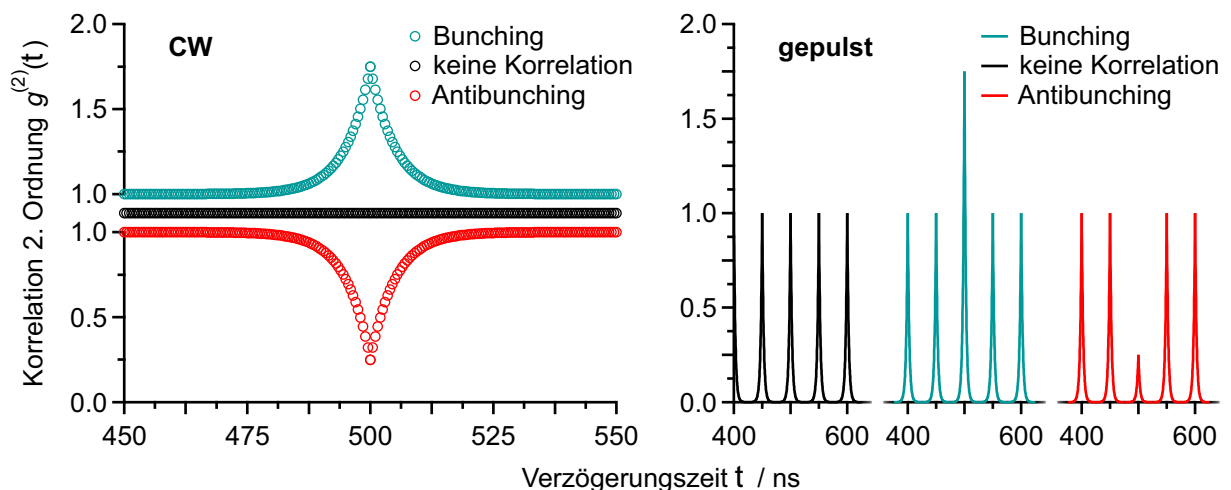 Korrelation 2. Ordnung g(2)(t)
CW
Bunching
keine Korrelation
Antibunching
2.0
1.5
1.0
1.0
0.5
0.0
450
475
500
525
550
gepulst
Bunching
keine Korrelation
Antibunching
2.0
1.5
1.0
0.5
0.0
400
600
400
600
400
600
Verzögerungszeit t / ns